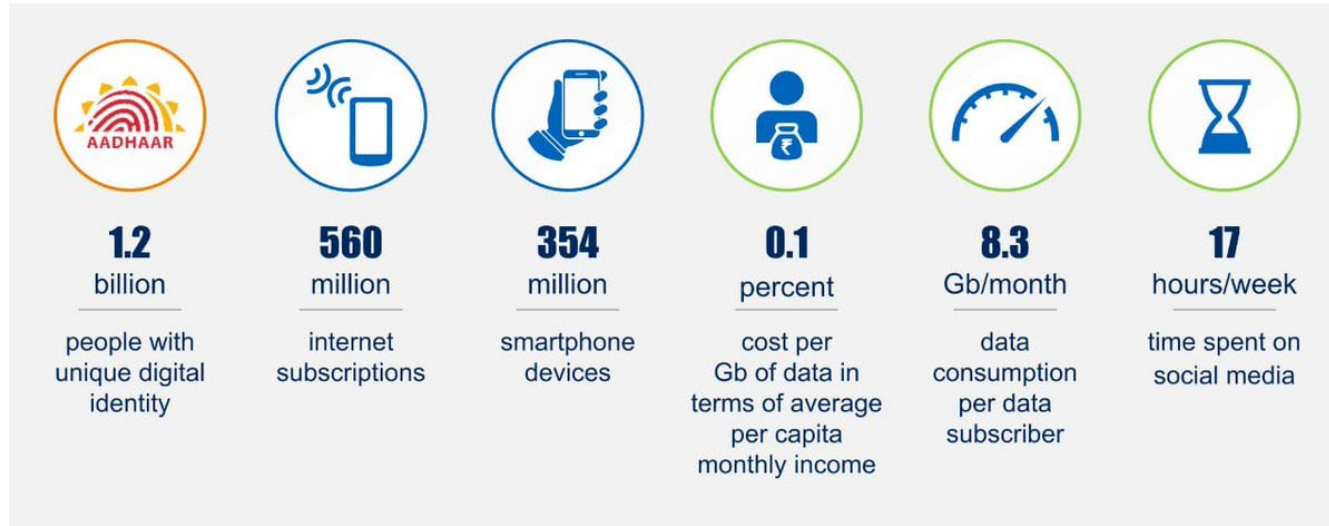 AADHAAR
₹
1.2
billion
people with
unique digital
identity
560
million
internet
subscriptions
354
million
smartphone
devices
0.1
percent
cost per
Gb of data in
terms of average
per capita
monthly income
8.3
Gb/month
data
consumption
per data
subscriber
17
hours/week
time spent on
social media